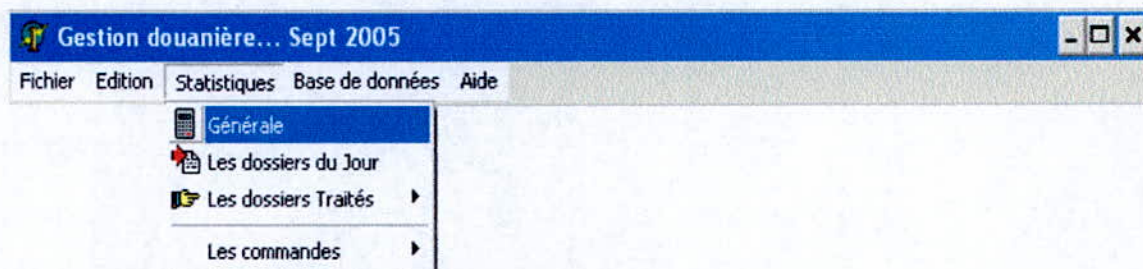 Gestion douanière... Sept 2005
Fichier Edition Statistiques Base de données Aide
Générale
Les dossiers du Jour
Les dossiers Traités
Les commandes